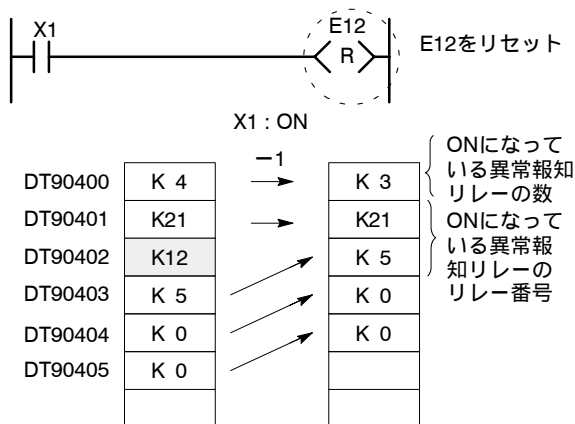 X1
E12
R
E12をリセット
X1 : ON
−1
DT90400 K 4 K 3
DT90401 K21 K21
DT90402 K12 K 5
DT90403 K 5 K 0
DT90404 K 0 K 0
DT90405 K 0
ONになって
いる異常報知
リレーの数
ONになって
いる異常報
知リレーの
リレー番号